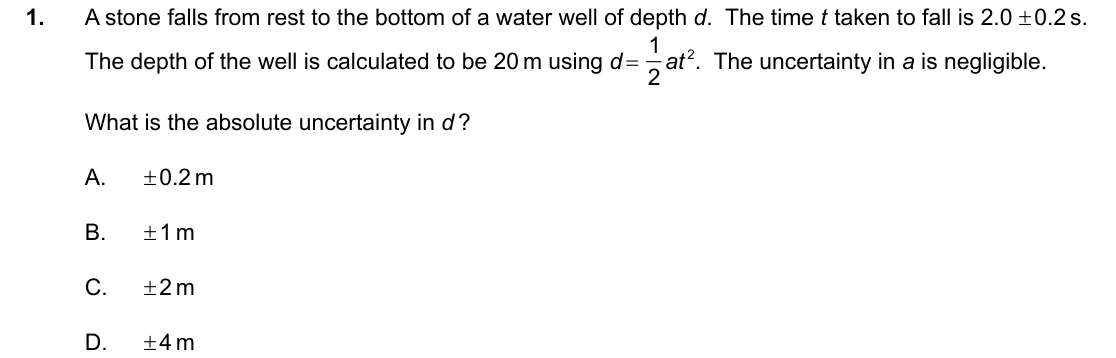 1. A stone falls from rest to the bottom of a water well of depth d. The time t taken to fall is 2.0 ±0.2 s.
The depth of the well is calculated to be 20 m using d= 1/2 at². The uncertainty in a is negligible.
What is the absolute uncertainty in d?
A. ±0.2 m
B. ±1 m
C. ±2 m
D. ±4 m